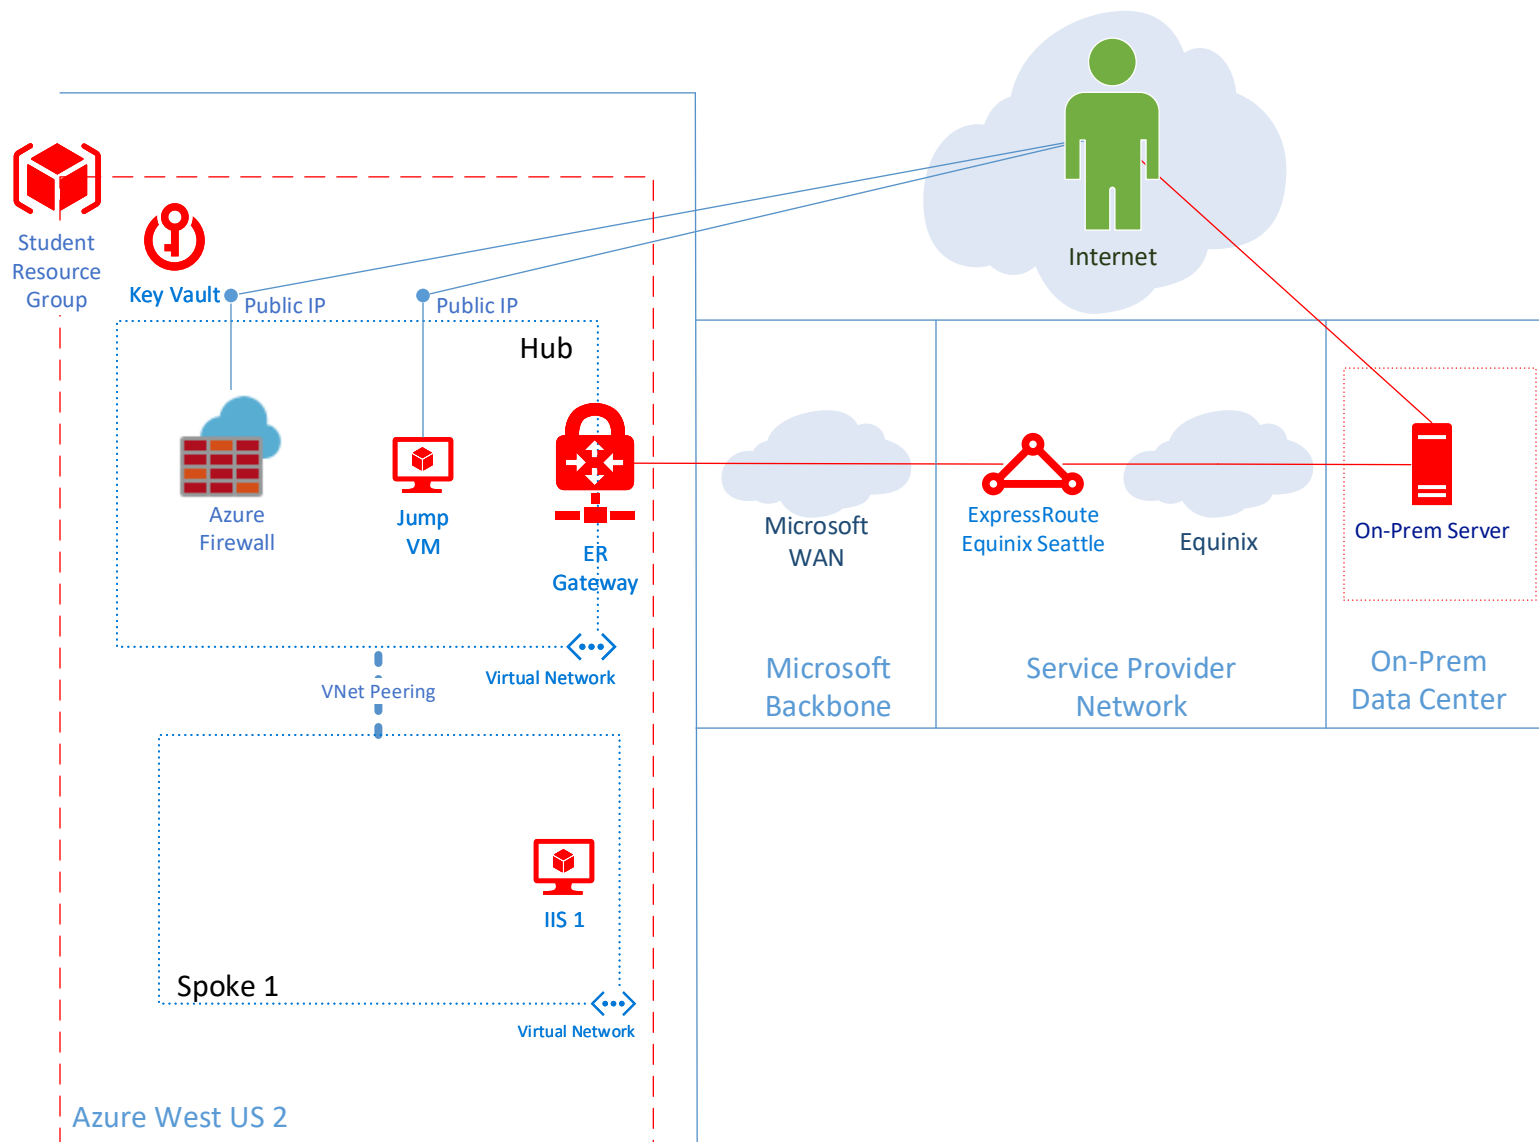 Internet
Student
Resource
Group
Key Vault
Public IP
Public IP
Hub
Azure
Firewall
Jump
VM
ER
Gateway
Virtual Network
VNet Peering
Microsoft
WAN
ExpressRoute
Equinix Seattle
Equinix
On-Prem Server
Microsoft
Backbone
Service Provider
Network
On-Prem
Data Center
IIS 1
Spoke 1
Virtual Network
Azure West US 2